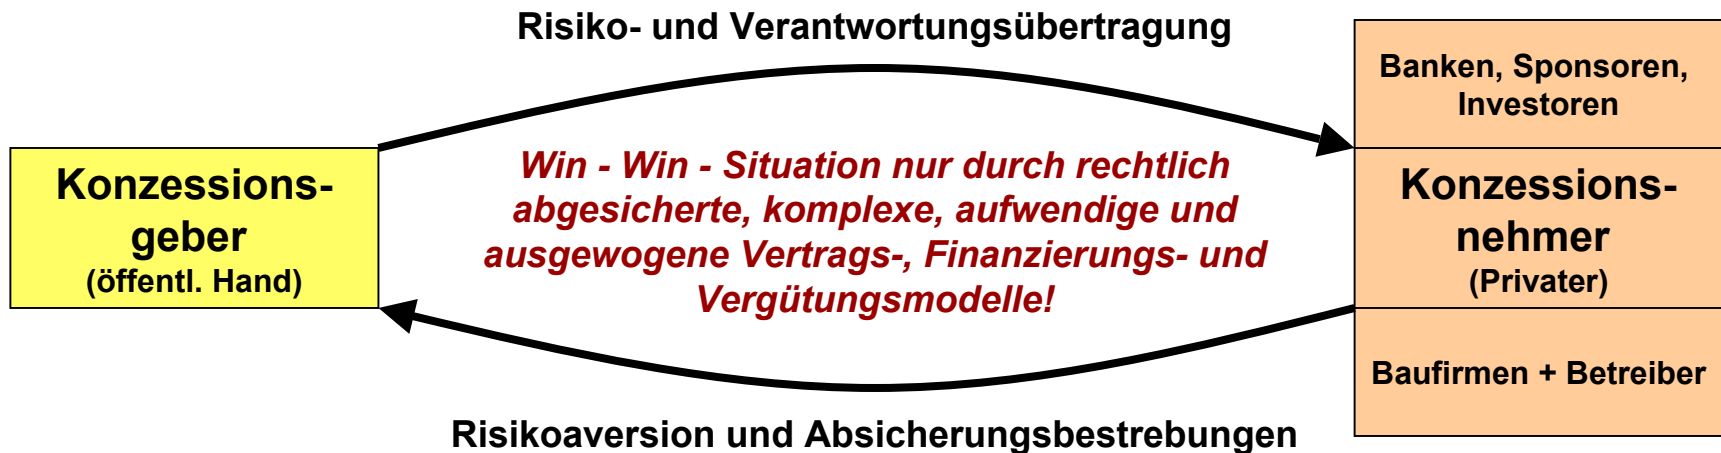 Risiko- und Verantwortungsübertragung
Konzessions-
geber
(öffentl. Hand)
Win - Win - Situation nur durch rechtlich
abgesicherte, komplexe, aufwendige und
ausgewogene Vertrags-, Finanzierungs- und
Vergütungsmodelle!
Banken, Sponsoren,
Investoren
Konzessions-
nehmer
(Privater)
Baufirmen + Betreiber
Risikoaversion und Absicherungsbestrebungen